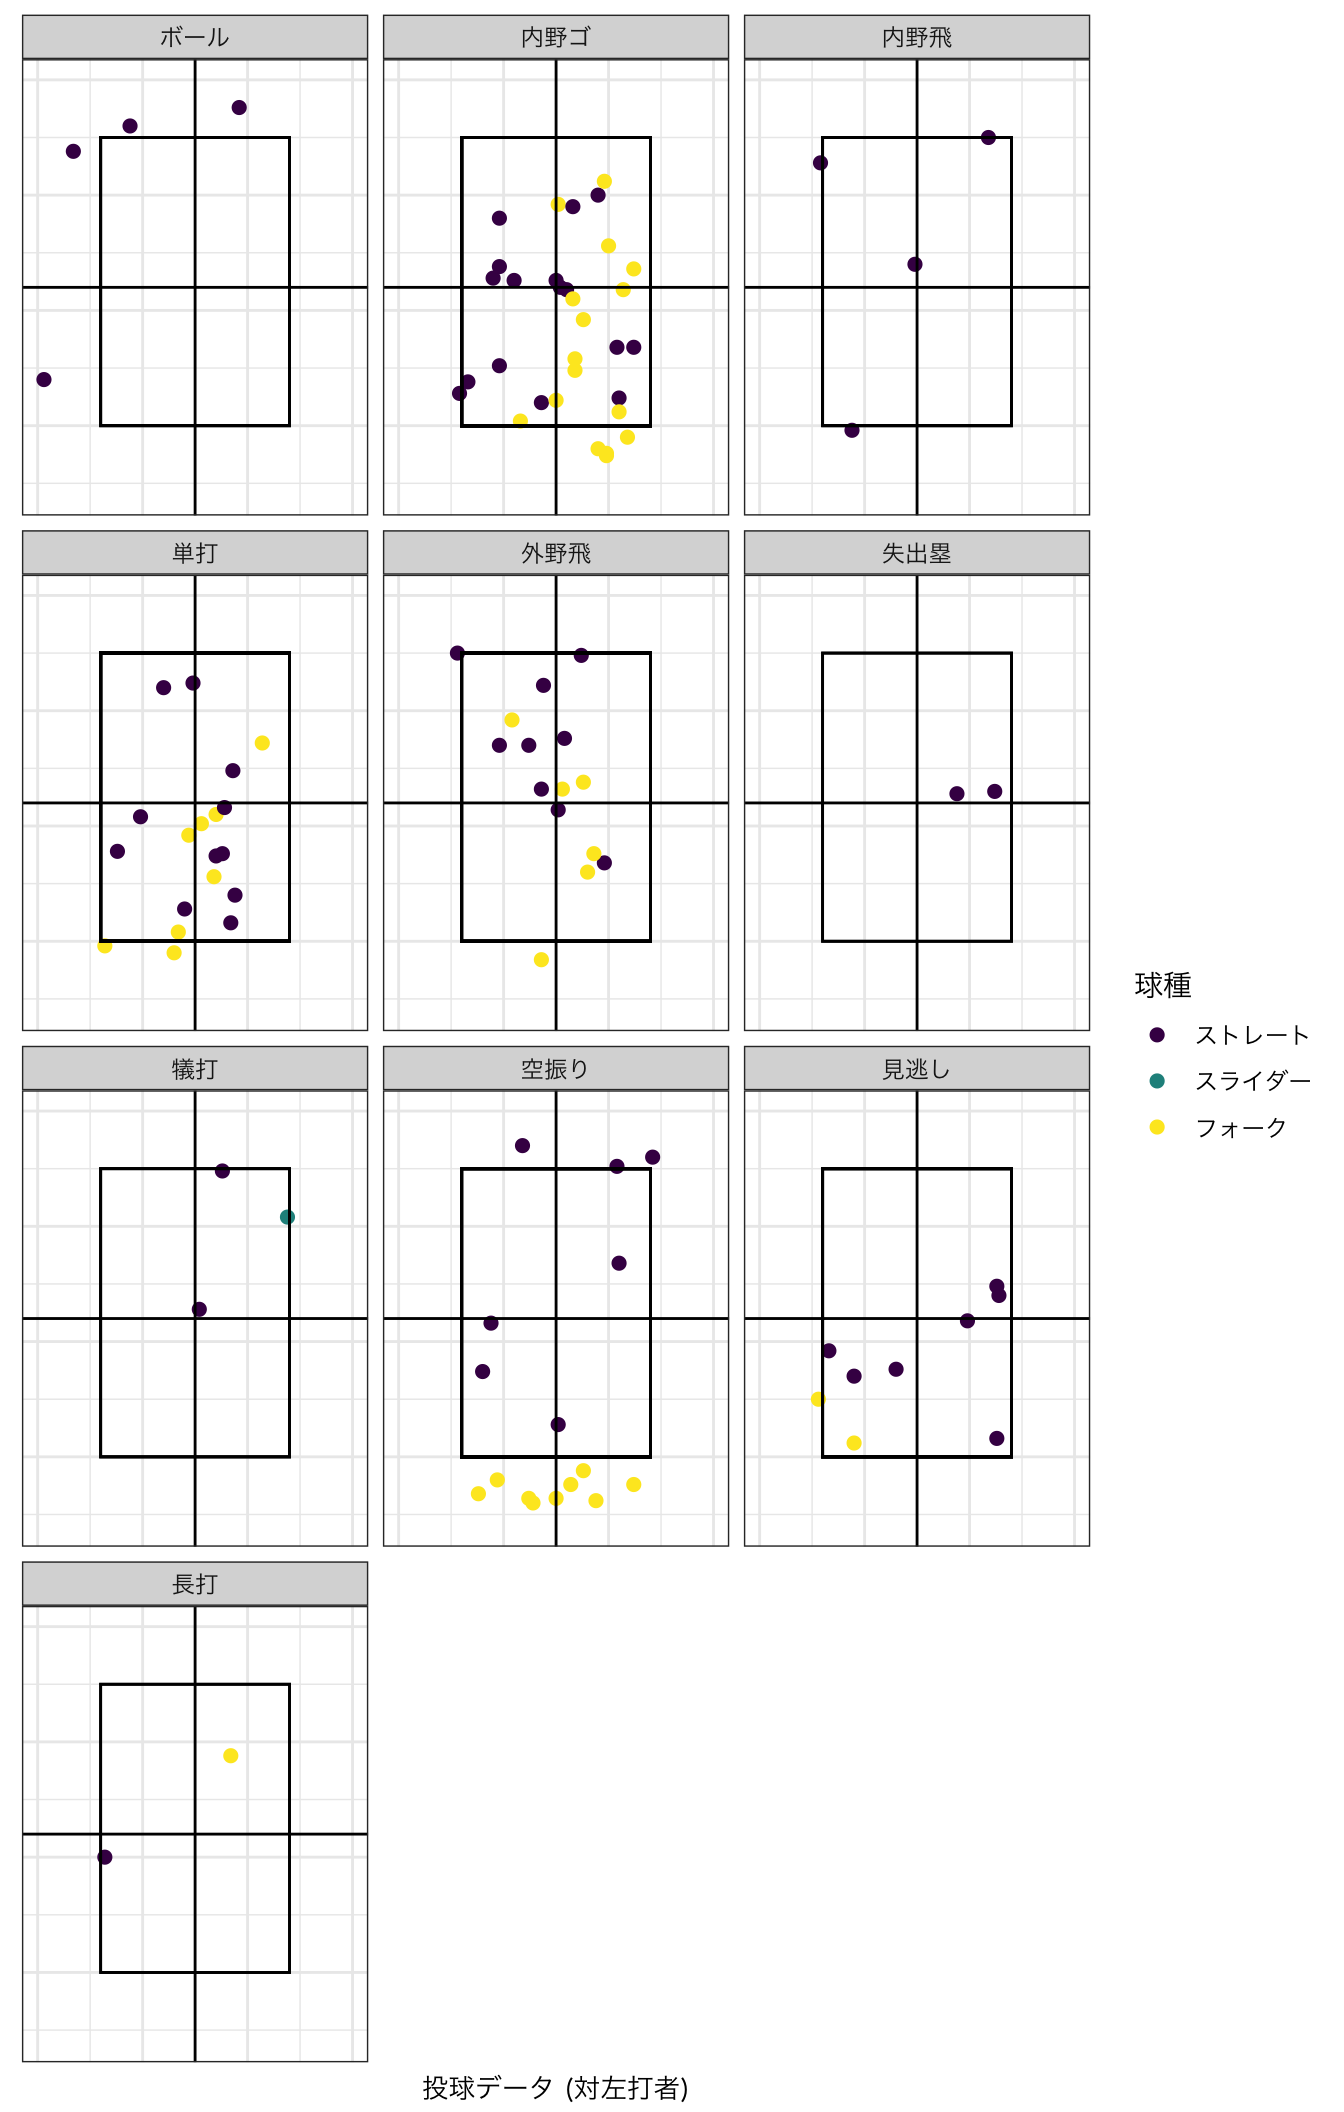 ボール
内野ゴ
内野飛
単打
外野飛
失出塁
犠打
空振り
見逃し
長打
球種
ストレート
スライダー
フォーク
投球データ (対左打者)